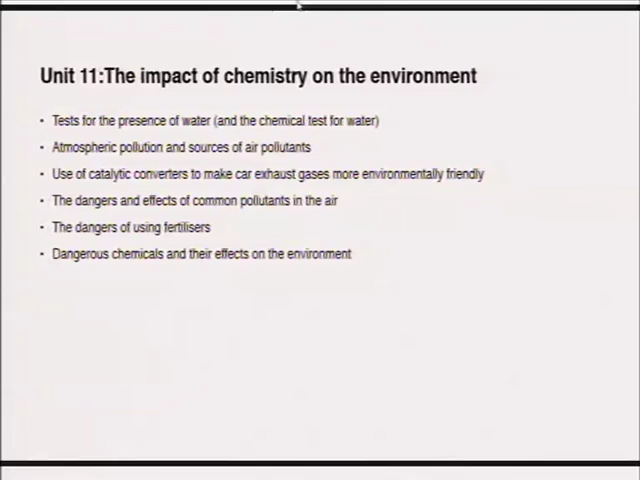 Unit 11:The impact of chemistry on the environment
• Tests for the presence of water (and the chemical test for water)
• Atmospheric pollution and sources of air pollutants
• Use of catalytic converters to make car exhaust gases more environmentally friendly
• The dangers and effects of common pollutants in the air
• The dangers of using fertilisers
• Dangerous chemicals and their effects on the environment